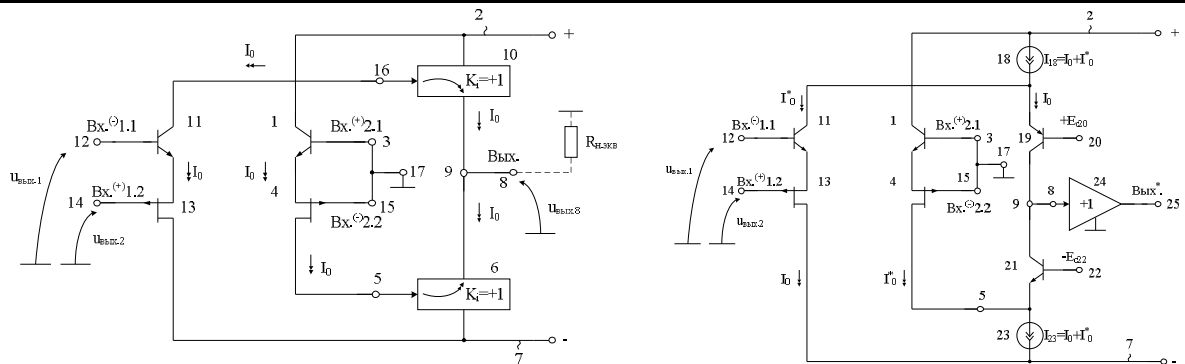 2
+
10
I₀
16
Kᵢ=+1
11
1
Вх.⁽⁻⁾1.1
12
Вх.⁽⁺⁾2.1
3
I₀
I₀
I₀
Rн.экв
Вых.
17
9
8
uвых.1
Вх.⁽⁺⁾1.2
14
13
4
15
Вх.⁽⁻⁾2.2
uвых.2
I₀
uвых.8
I₀
5
6
Kᵢ=+1
7
-
2
+
18
I₁₈=I₀+I*₀
I*₀
I₀
11
1
Вх.⁽⁻⁾1.1
12
Вх.⁽⁺⁾2.1
3
19
+Eс20
20
17
uвых.1
Вх.⁽⁺⁾1.2
14
13
4
15
Вх.⁽⁻⁾2.2
9
8
24
+1
Вых*.
25
uвых.2
21
-Eс22
22
I₀
I*₀
5
23
I₂₃=I₀+I*₀
7
-